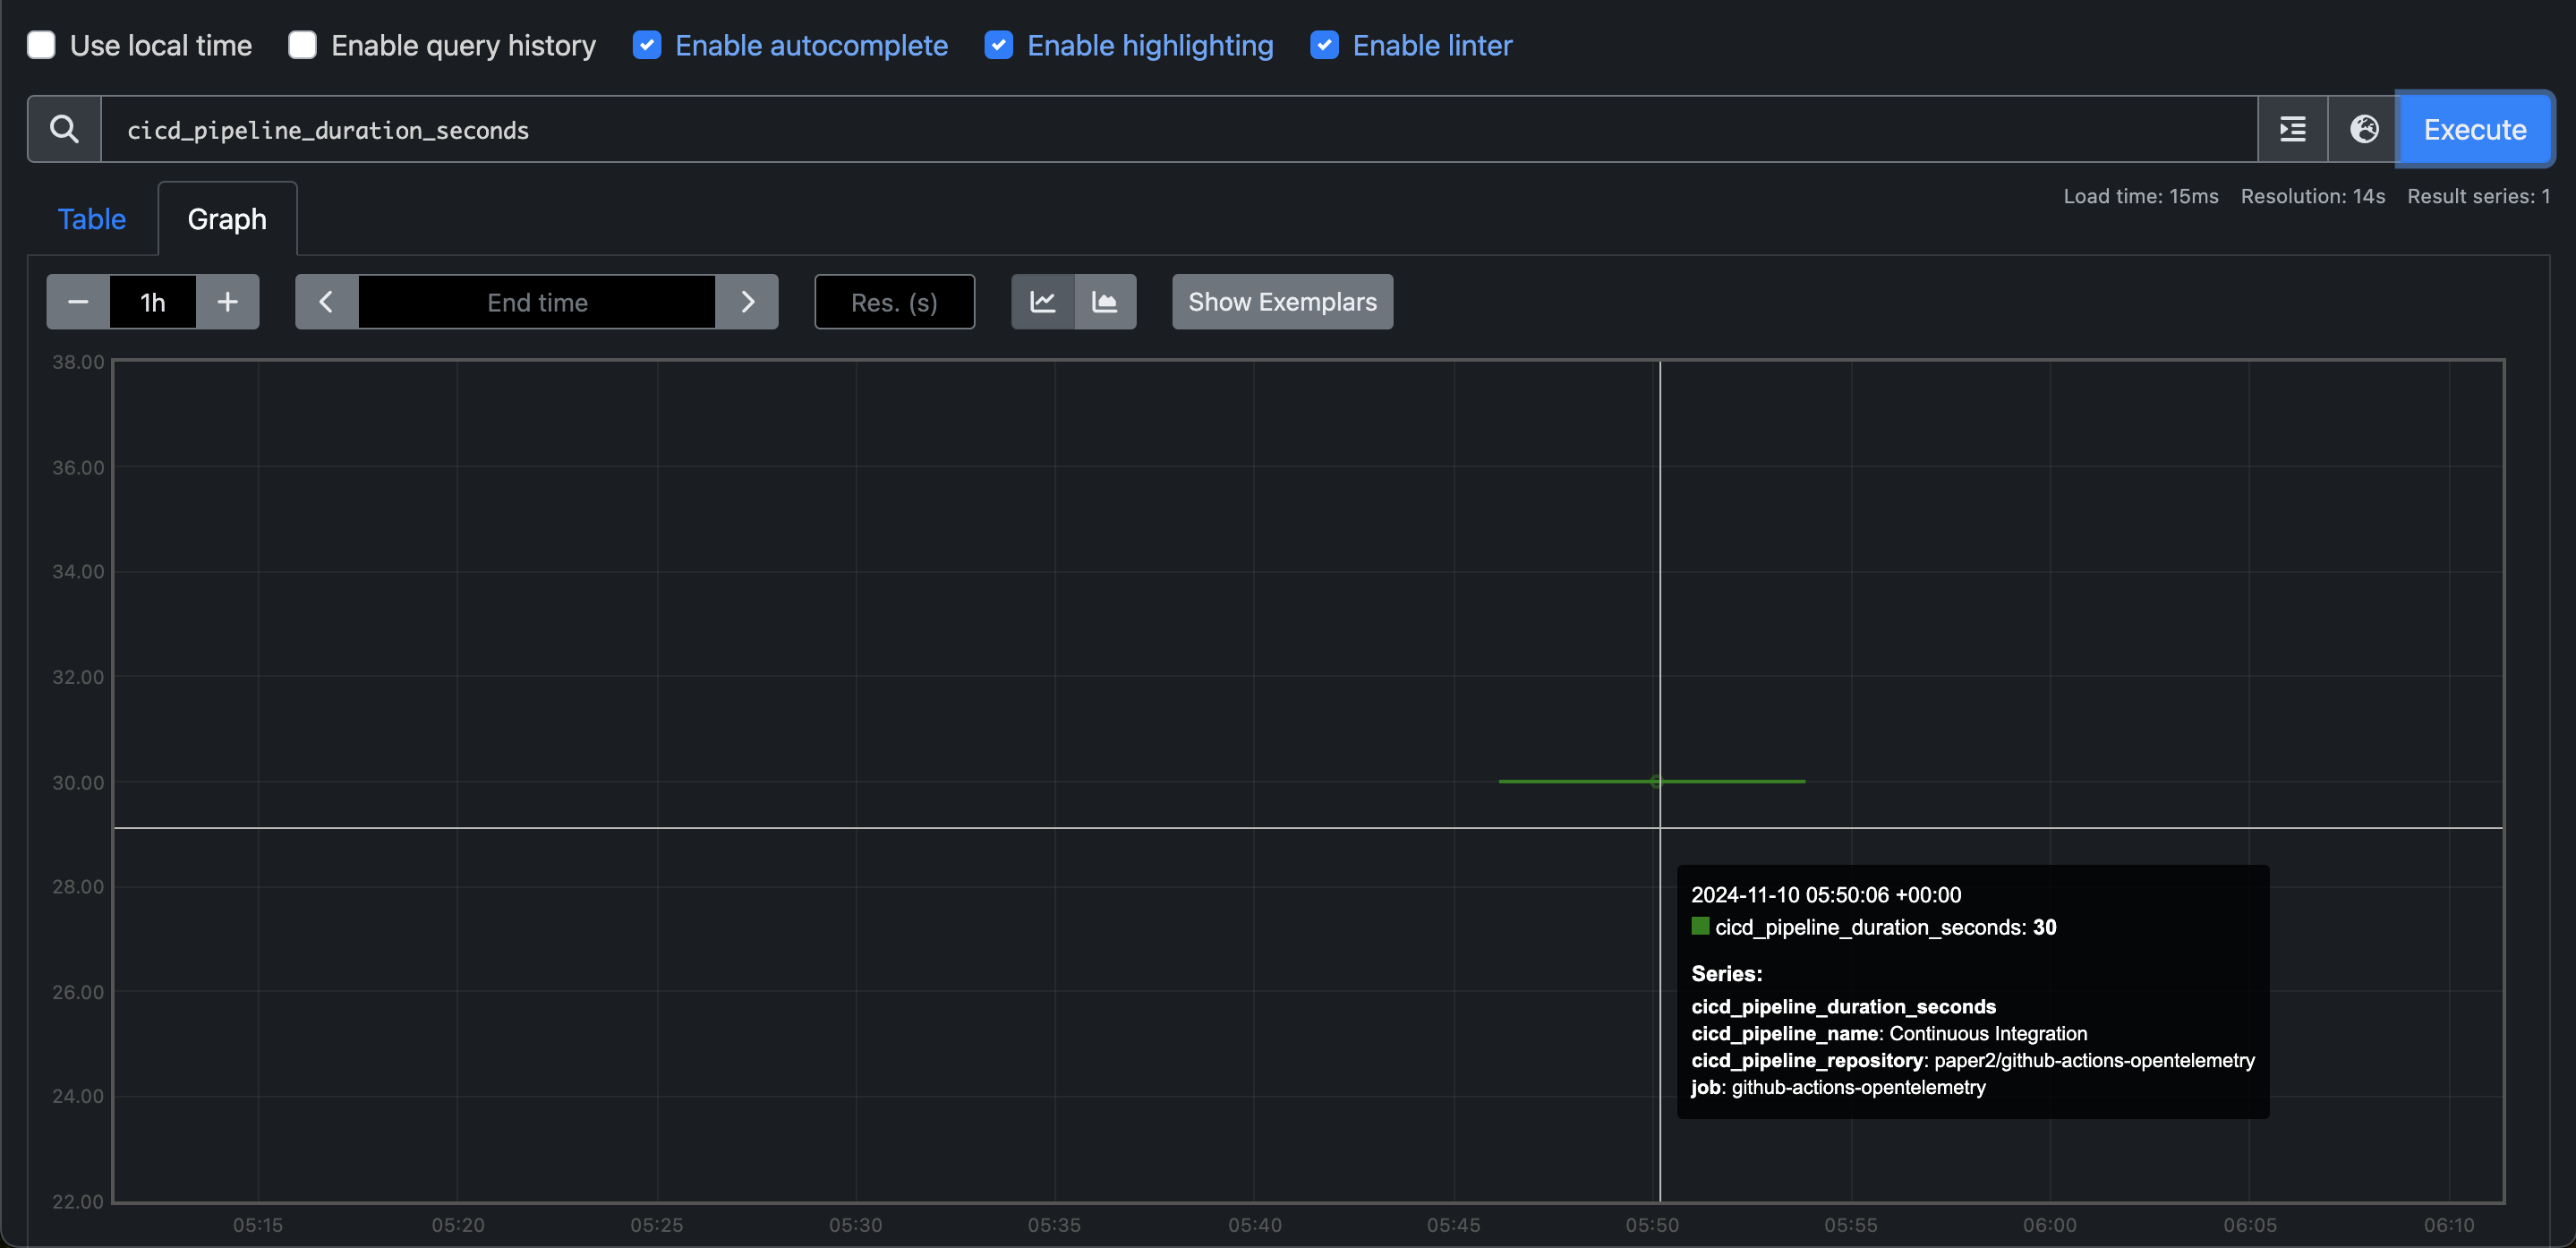 Use local time Enable query history Enable autocomplete Enable highlighting Enable linter
cicd_pipeline_duration_seconds Execute
Load time: 15ms Resolution: 14s Result series: 1
Table Graph
1h End time Res. (s) Show Exemplars
38.00
36.00
34.00
32.00
30.00
28.00
2024-11-10 05:50:06 +00:00
cicd_pipeline_duration_seconds: 30
Series:
26.00
cicd_pipeline_duration_seconds
cicd_pipeline_name: Continuous Integration
cicd_pipeline_repository: paper2/github-actions-opentelemetry
job: github-actions-opentelemetry
24.00
22.00
05:15 05:20 05:25 05:30 05:35 05:40 05:45 05:50 05:55 06:00 06:05 06:10